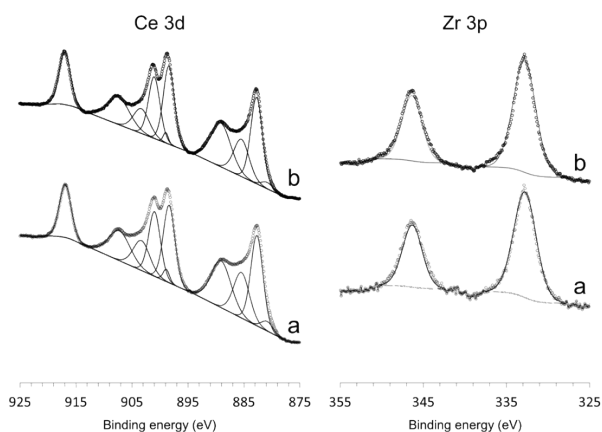 Ce 3d
Zr 3p
b
b
a
a
925 915 905 895 885 875
355 345 335 325
Binding energy (eV)
Binding energy (eV)